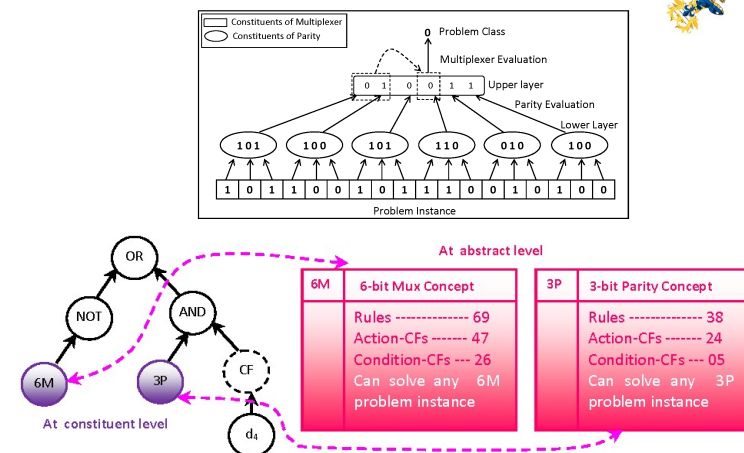 Constituents of Multiplexer
Constituents of Parity
0 Problem Class
Multiplexer Evaluation
0 1 0 0 1 1 Upper layer
Parity Evaluation
Lower Layer
1 0 1 1 0 0 1 0 1 1 1 0 0 1 0 1 0 0
1 0 1 1 0 0 1 0 1 1 1 0 0 1 0 1 0 0
Problem Instance
At abstract level
OR
NOT
AND
6M
3P
CF
d4
At constituent level
6M 6-bit Mux Concept
Rules -------------- 69
Action-CFs ------- 47
Condition-CFs --- 26
Can solve any 6M
problem instance
3P 3-bit Parity Concept
Rules -------------- 38
Action-CFs ------- 24
Condition-CFs --- 05
Can solve any 3P
problem instance